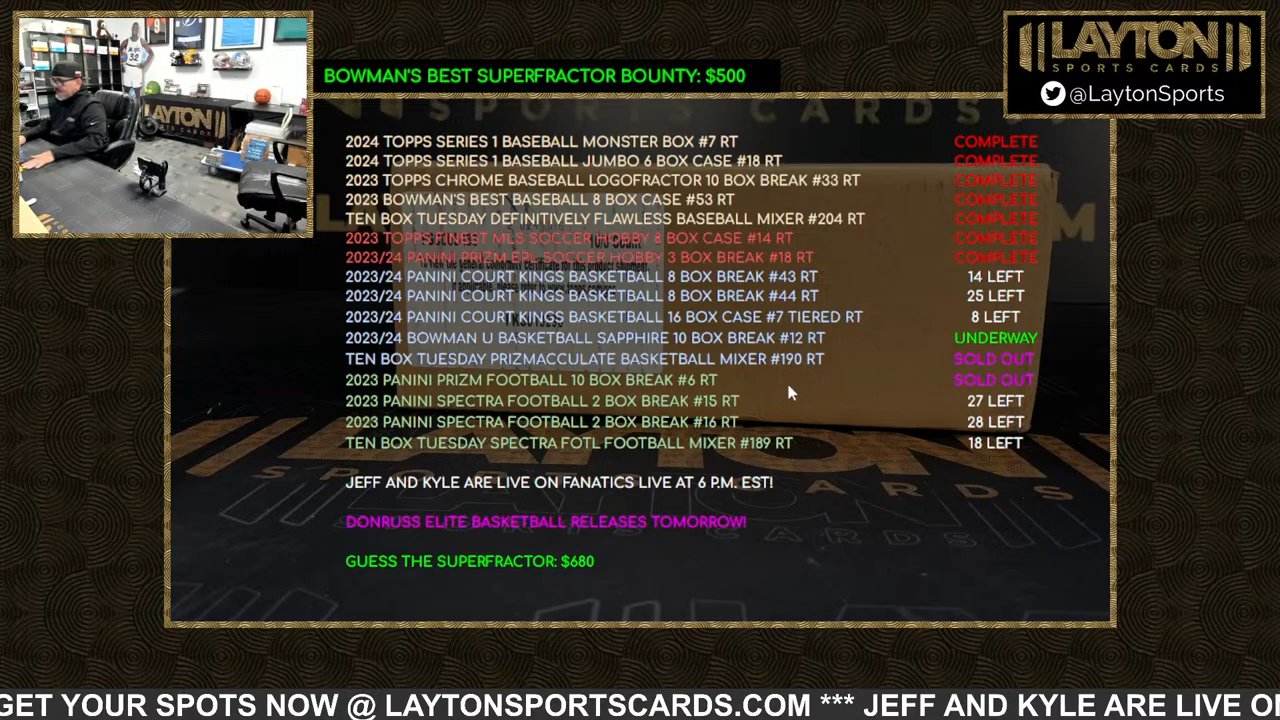 BOWMAN'S BEST SUPERFRACTOR BOUNTY: $500
LAYTON
SPORTS CARDS
@LaytonSports
SPORTS CARDS
2024 TOPPS SERIES 1 BASEBALL MONSTER BOX #7 RT COMPLETE
2024 TOPPS SERIES 1 BASEBALL JUMBO 6 BOX CASE #18 RT COMPLETE
2023 TOPPS CHROME BASEBALL LOGOFRACTOR 10 BOX BREAK #33 RT COMPLETE
2023 BOWMAN'S BEST BASEBALL 8 BOX CASE #53 RT COMPLETE
TEN BOX TUESDAY DEFINITIVELY FLAWLESS BASEBALL MIXER #204 RT COMPLETE
2023 TOPPS FINEST MLS SOCCER HOBBY 8 BOX CASE #14 RT COMPLETE
2023/24 PANINI PRIZM EPL SOCCER HOBBY 3 BOX BREAK #18 RT COMPLETE
2023/24 PANINI COURT KINGS BASKETBALL 8 BOX BREAK #43 RT 14 LEFT
2023/24 PANINI COURT KINGS BASKETBALL 8 BOX BREAK #44 RT 25 LEFT
2023/24 PANINI COURT KINGS BASKETBALL 16 BOX CASE #7 TIERED RT 8 LEFT
2023/24 BOWMAN U BASKETBALL SAPPHIRE 10 BOX BREAK #12 RT UNDERWAY
TEN BOX TUESDAY PRIZMACCULATE BASKETBALL MIXER #190 RT SOLD OUT
2023 PANINI PRIZM FOOTBALL 10 BOX BREAK #6 RT SOLD OUT
2023 PANINI SPECTRA FOOTBALL 2 BOX BREAK #15 RT 27 LEFT
2023 PANINI SPECTRA FOOTBALL 2 BOX BREAK #16 RT 28 LEFT
TEN BOX TUESDAY SPECTRA FOTL FOOTBALL MIXER #189 RT 18 LEFT
JEFF AND KYLE ARE LIVE ON FANATICS LIVE AT 6 P.M. EST!
DONRUSS ELITE BASKETBALL RELEASES TOMORROW!
GUESS THE SUPERFRACTOR: $680
GET YOUR SPOTS NOW @ LAYTONSPORTSCARDS.COM *** JEFF AND KYLE ARE LIVE O